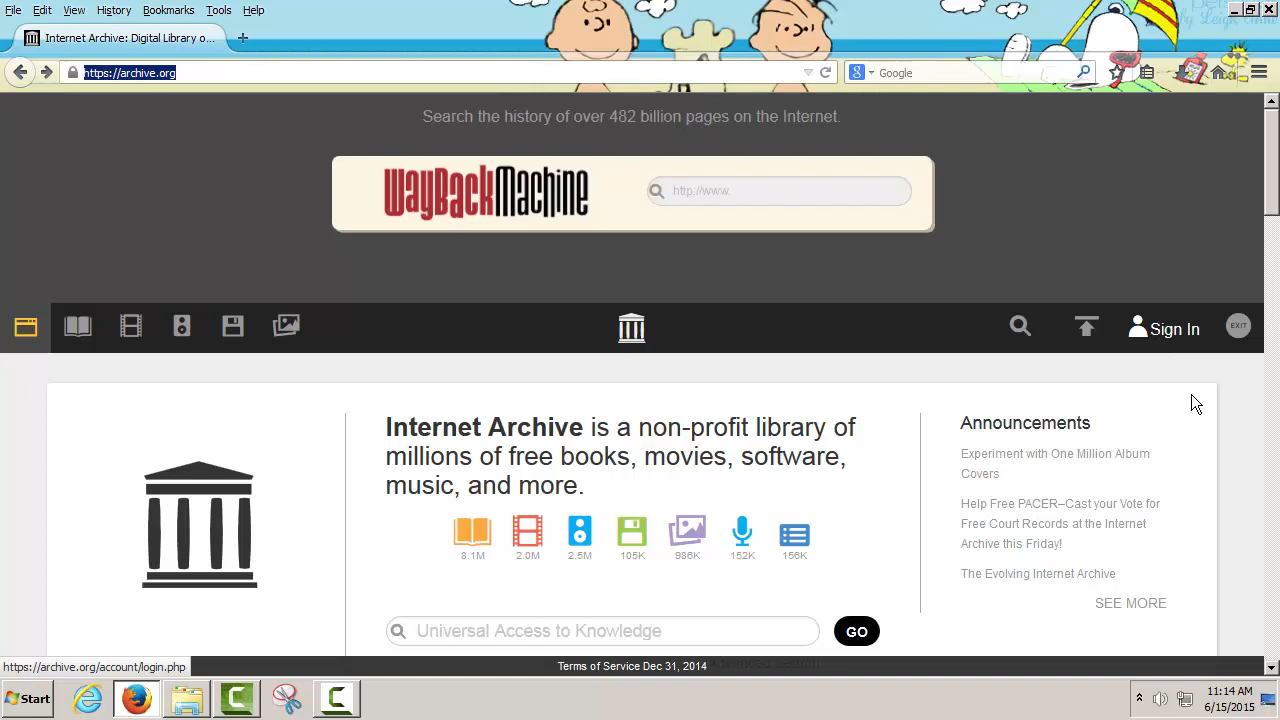 File Edit View History Bookmarks Tools Help
Internet Archive: Digital Library o...
https://archive.org
Google
Search the history of over 482 billion pages on the Internet.
WayBackMachine
http://www.
Sign In
EXIT
Internet Archive is a non-profit library of
millions of free books, movies, software,
music, and more.
8.1M 2.0M 2.5M 105K 986K 152K 156K
Universal Access to Knowledge
GO
Announcements
Experiment with One Million Album
Covers
Help Free PACER–Cast your Vote for
Free Court Records at the Internet
Archive this Friday!
The Evolving Internet Archive
SEE MORE
https://archive.org/account/login.php
Terms of Service Dec 31, 2014
Start
11:14 AM
6/15/2015